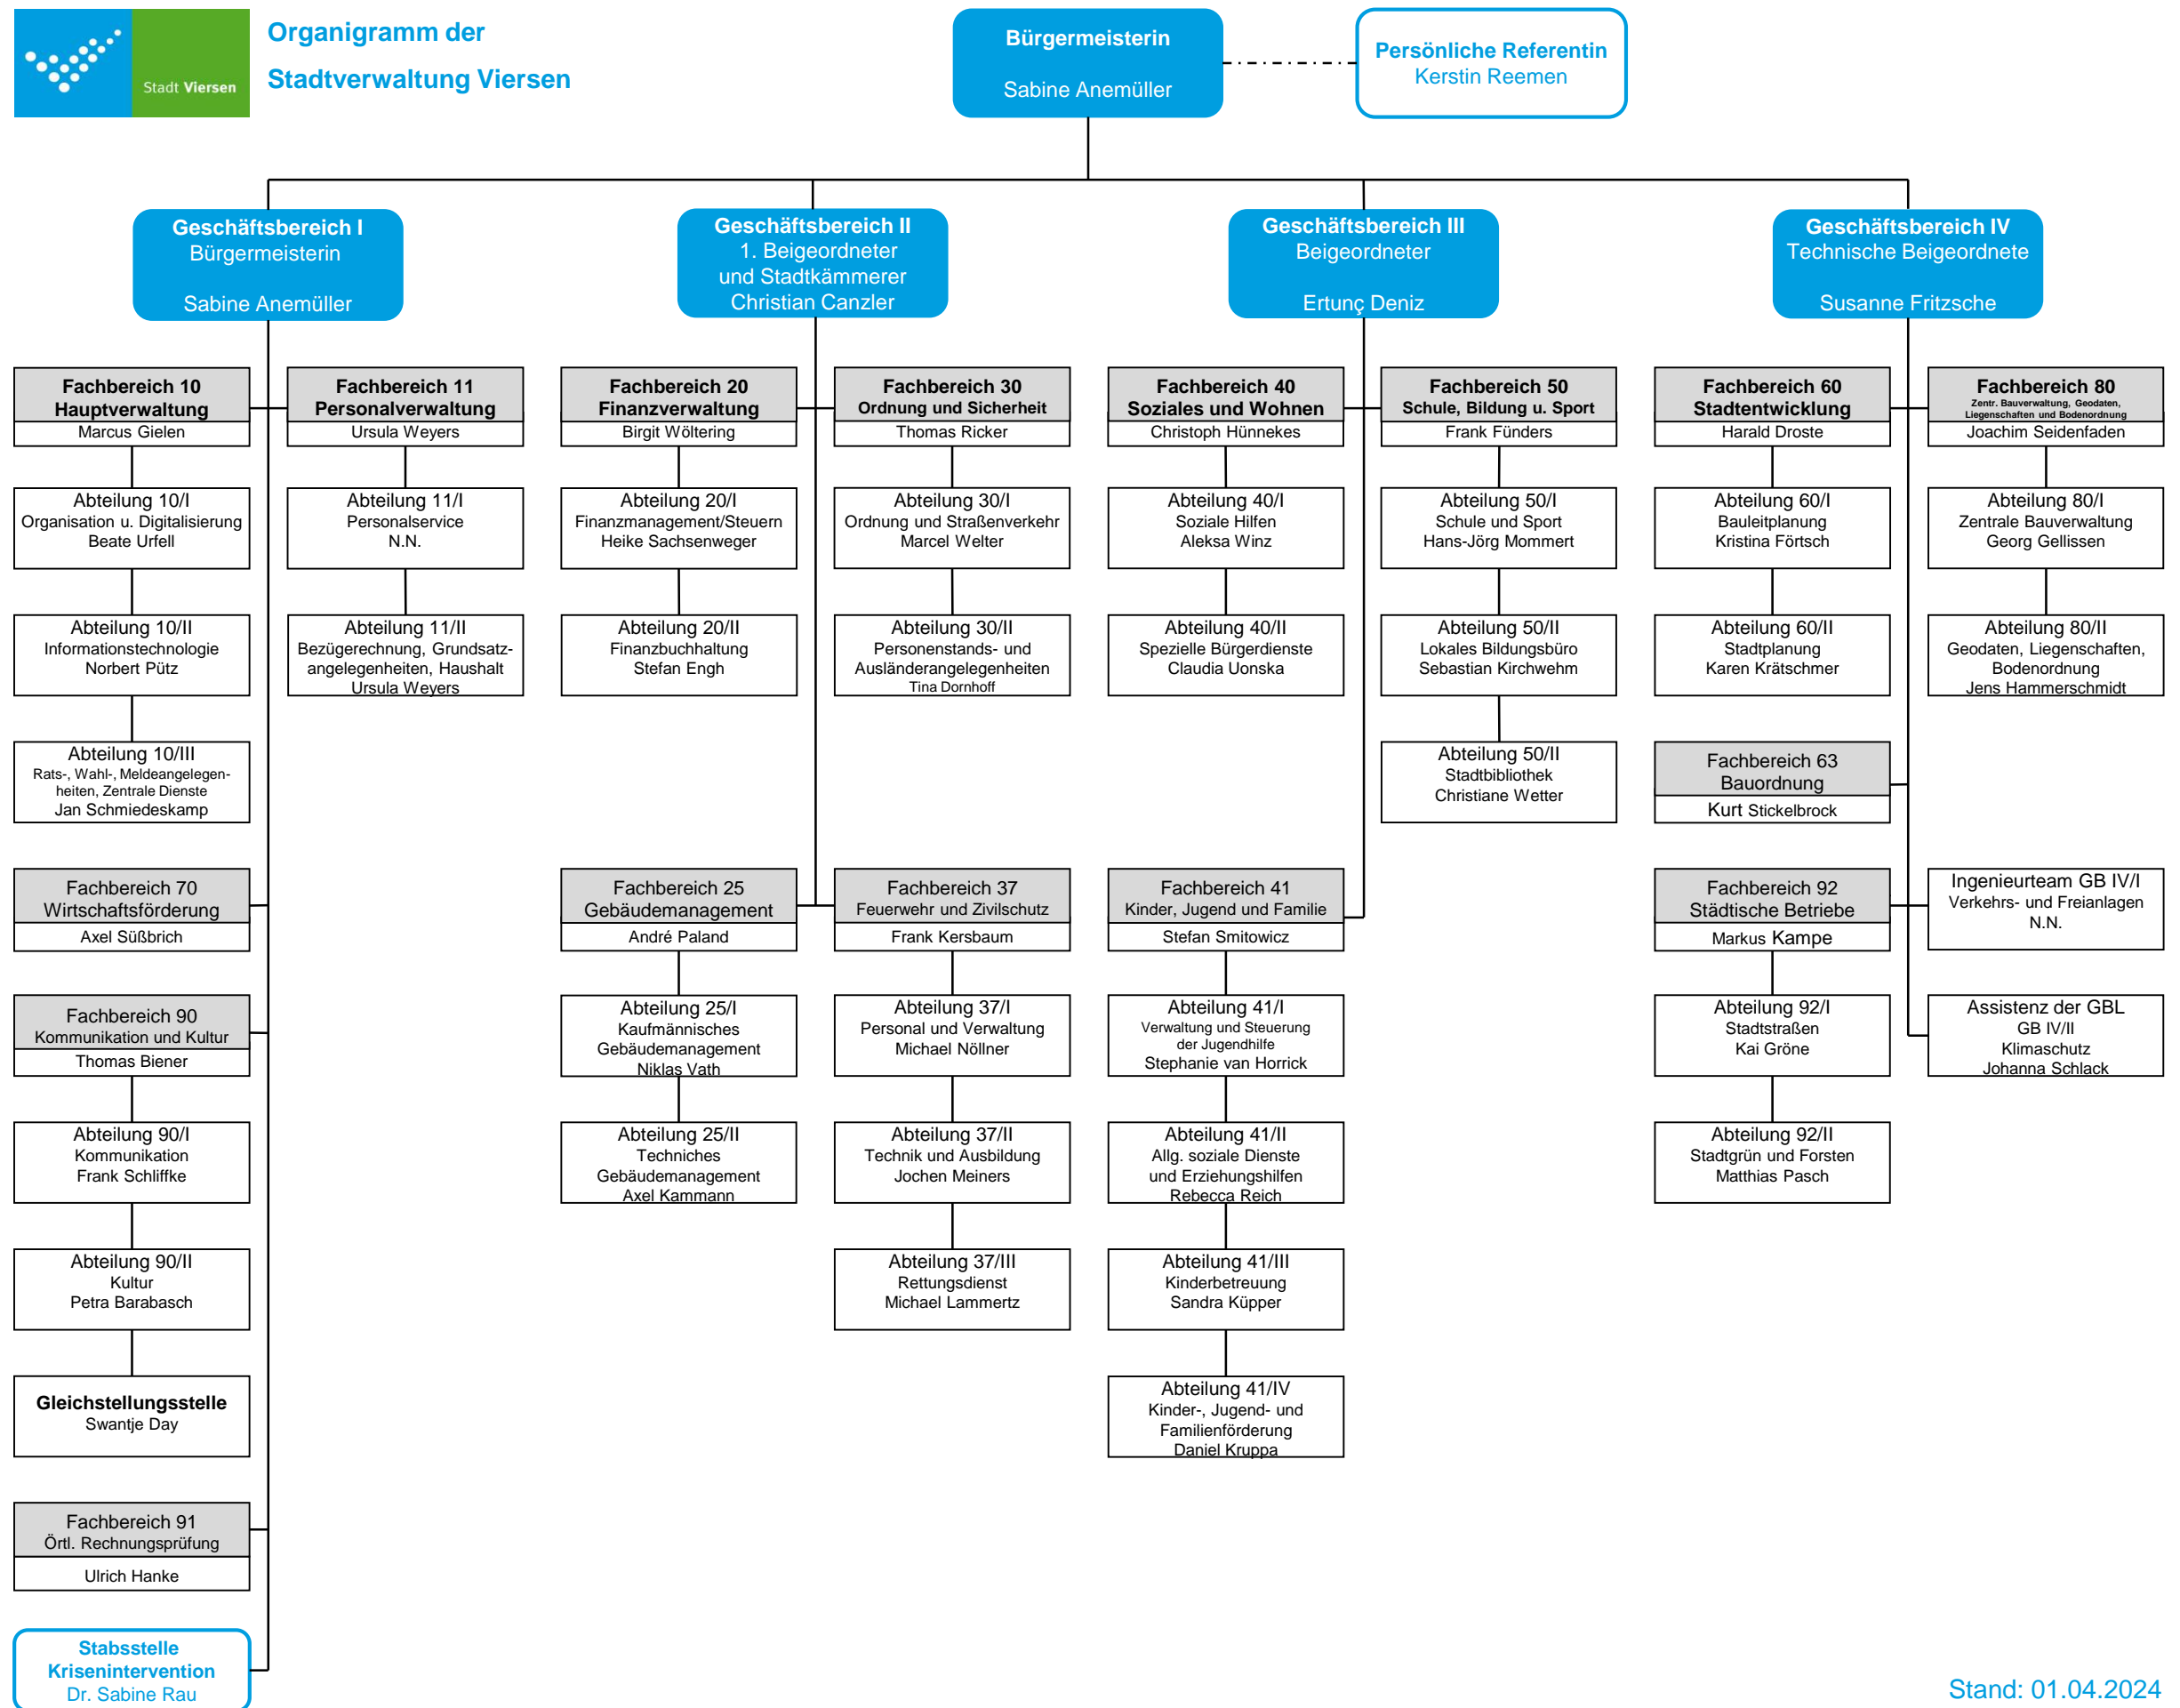 Stadt Viersen
Organigramm der
Stadtverwaltung Viersen
Bürgermeisterin
Sabine Anemüller
Persönliche Referentin
Kerstin Reemen
Geschäftsbereich I
Bürgermeisterin
Sabine Anemüller
Geschäftsbereich II
1. Beigeordneter
und Stadtkämmerer
Christian Canzler
Geschäftsbereich III
Beigeordneter
Ertunç Deniz
Geschäftsbereich IV
Technische Beigeordnete
Susanne Fritzsche
Fachbereich 10
Hauptverwaltung
Marcus Gielen
Fachbereich 11
Personalverwaltung
Ursula Weyers
Fachbereich 20
Finanzverwaltung
Birgit Wöltering
Fachbereich 30
Ordnung und Sicherheit
Thomas Ricker
Fachbereich 40
Soziales und Wohnen
Christoph Hünnekes
Fachbereich 50
Schule, Bildung u. Sport
Frank Fünders
Fachbereich 60
Stadtentwicklung
Harald Droste
Fachbereich 80
Zentr. Bauverwaltung, Geodaten,
Liegenschaften und Bodenordnung
Joachim Seidenfaden
Abteilung 10/I
Organisation u. Digitalisierung
Beate Urfell
Abteilung 11/I
Personalservice
N.N.
Abteilung 20/I
Finanzmanagement/Steuern
Heike Sachsenweger
Abteilung 30/I
Ordnung und Straßenverkehr
Marcel Welter
Abteilung 40/I
Soziale Hilfen
Aleksa Winz
Abteilung 50/I
Schule und Sport
Hans-Jörg Mommert
Abteilung 60/I
Bauleitplanung
Kristina Förtsch
Abteilung 80/I
Zentrale Bauverwaltung
Georg Gellissen
Abteilung 10/II
Informationstechnologie
Norbert Pütz
Abteilung 11/II
Bezügerechnung, Grundsatz-
angelegenheiten, Haushalt
Ursula Weyers
Abteilung 20/II
Finanzbuchhaltung
Stefan Engh
Abteilung 30/II
Personenstands- und
Ausländerangelegenheiten
Tina Dornhoff
Abteilung 40/II
Spezielle Bürgerdienste
Claudia Uonska
Abteilung 50/II
Lokales Bildungsbüro
Sebastian Kirchwehm
Abteilung 60/II
Stadtplanung
Karen Krätschmer
Abteilung 80/II
Geodaten, Liegenschaften,
Bodenordnung
Jens Hammerschmidt
Abteilung 10/III
Rats-, Wahl-, Meldeangelegen-
heiten, Zentrale Dienste
Jan Schmiedeskamp
Abteilung 50/II
Stadtbibliothek
Christiane Wetter
Fachbereich 63
Bauordnung
Kurt Stickelbrock
Fachbereich 70
Wirtschaftsförderung
Axel Süßbrich
Fachbereich 25
Gebäudemanagement
André Paland
Fachbereich 37
Feuerwehr und Zivilschutz
Frank Kersbaum
Fachbereich 41
Kinder, Jugend und Familie
Stefan Smitowicz
Fachbereich 92
Städtische Betriebe
Markus Kampe
Ingenieurteam GB IV/I
Verkehrs- und Freianlagen
N.N.
Fachbereich 90
Kommunikation und Kultur
Thomas Biener
Abteilung 25/I
Kaufmännisches
Gebäudemanagement
Niklas Vath
Abteilung 37/I
Personal und Verwaltung
Michael Nöllner
Abteilung 41/I
Verwaltung und Steuerung
der Jugendhilfe
Stephanie van Horrick
Abteilung 92/I
Stadtstraßen
Kai Gröne
Assistenz der GBL
GB IV/II
Klimaschutz
Johanna Schlack
Abteilung 90/I
Kommunikation
Frank Schliffke
Abteilung 25/II
Techniches
Gebäudemanagement
Axel Kammann
Abteilung 37/II
Technik und Ausbildung
Jochen Meiners
Abteilung 41/II
Allg. soziale Dienste
und Erziehungshilfen
Rebecca Reich
Abteilung 92/II
Stadtgrün und Forsten
Matthias Pasch
Abteilung 90/II
Kultur
Petra Barabasch
Abteilung 37/III
Rettungsdienst
Michael Lammertz
Abteilung 41/III
Kinderbetreuung
Sandra Küpper
Gleichstellungsstelle
Swantje Day
Abteilung 41/IV
Kinder-, Jugend- und
Familienförderung
Daniel Kruppa
Fachbereich 91
Örtl. Rechnungsprüfung
Ulrich Hanke
Stabsstelle
Krisenintervention
Dr. Sabine Rau
Stand: 01.04.2024